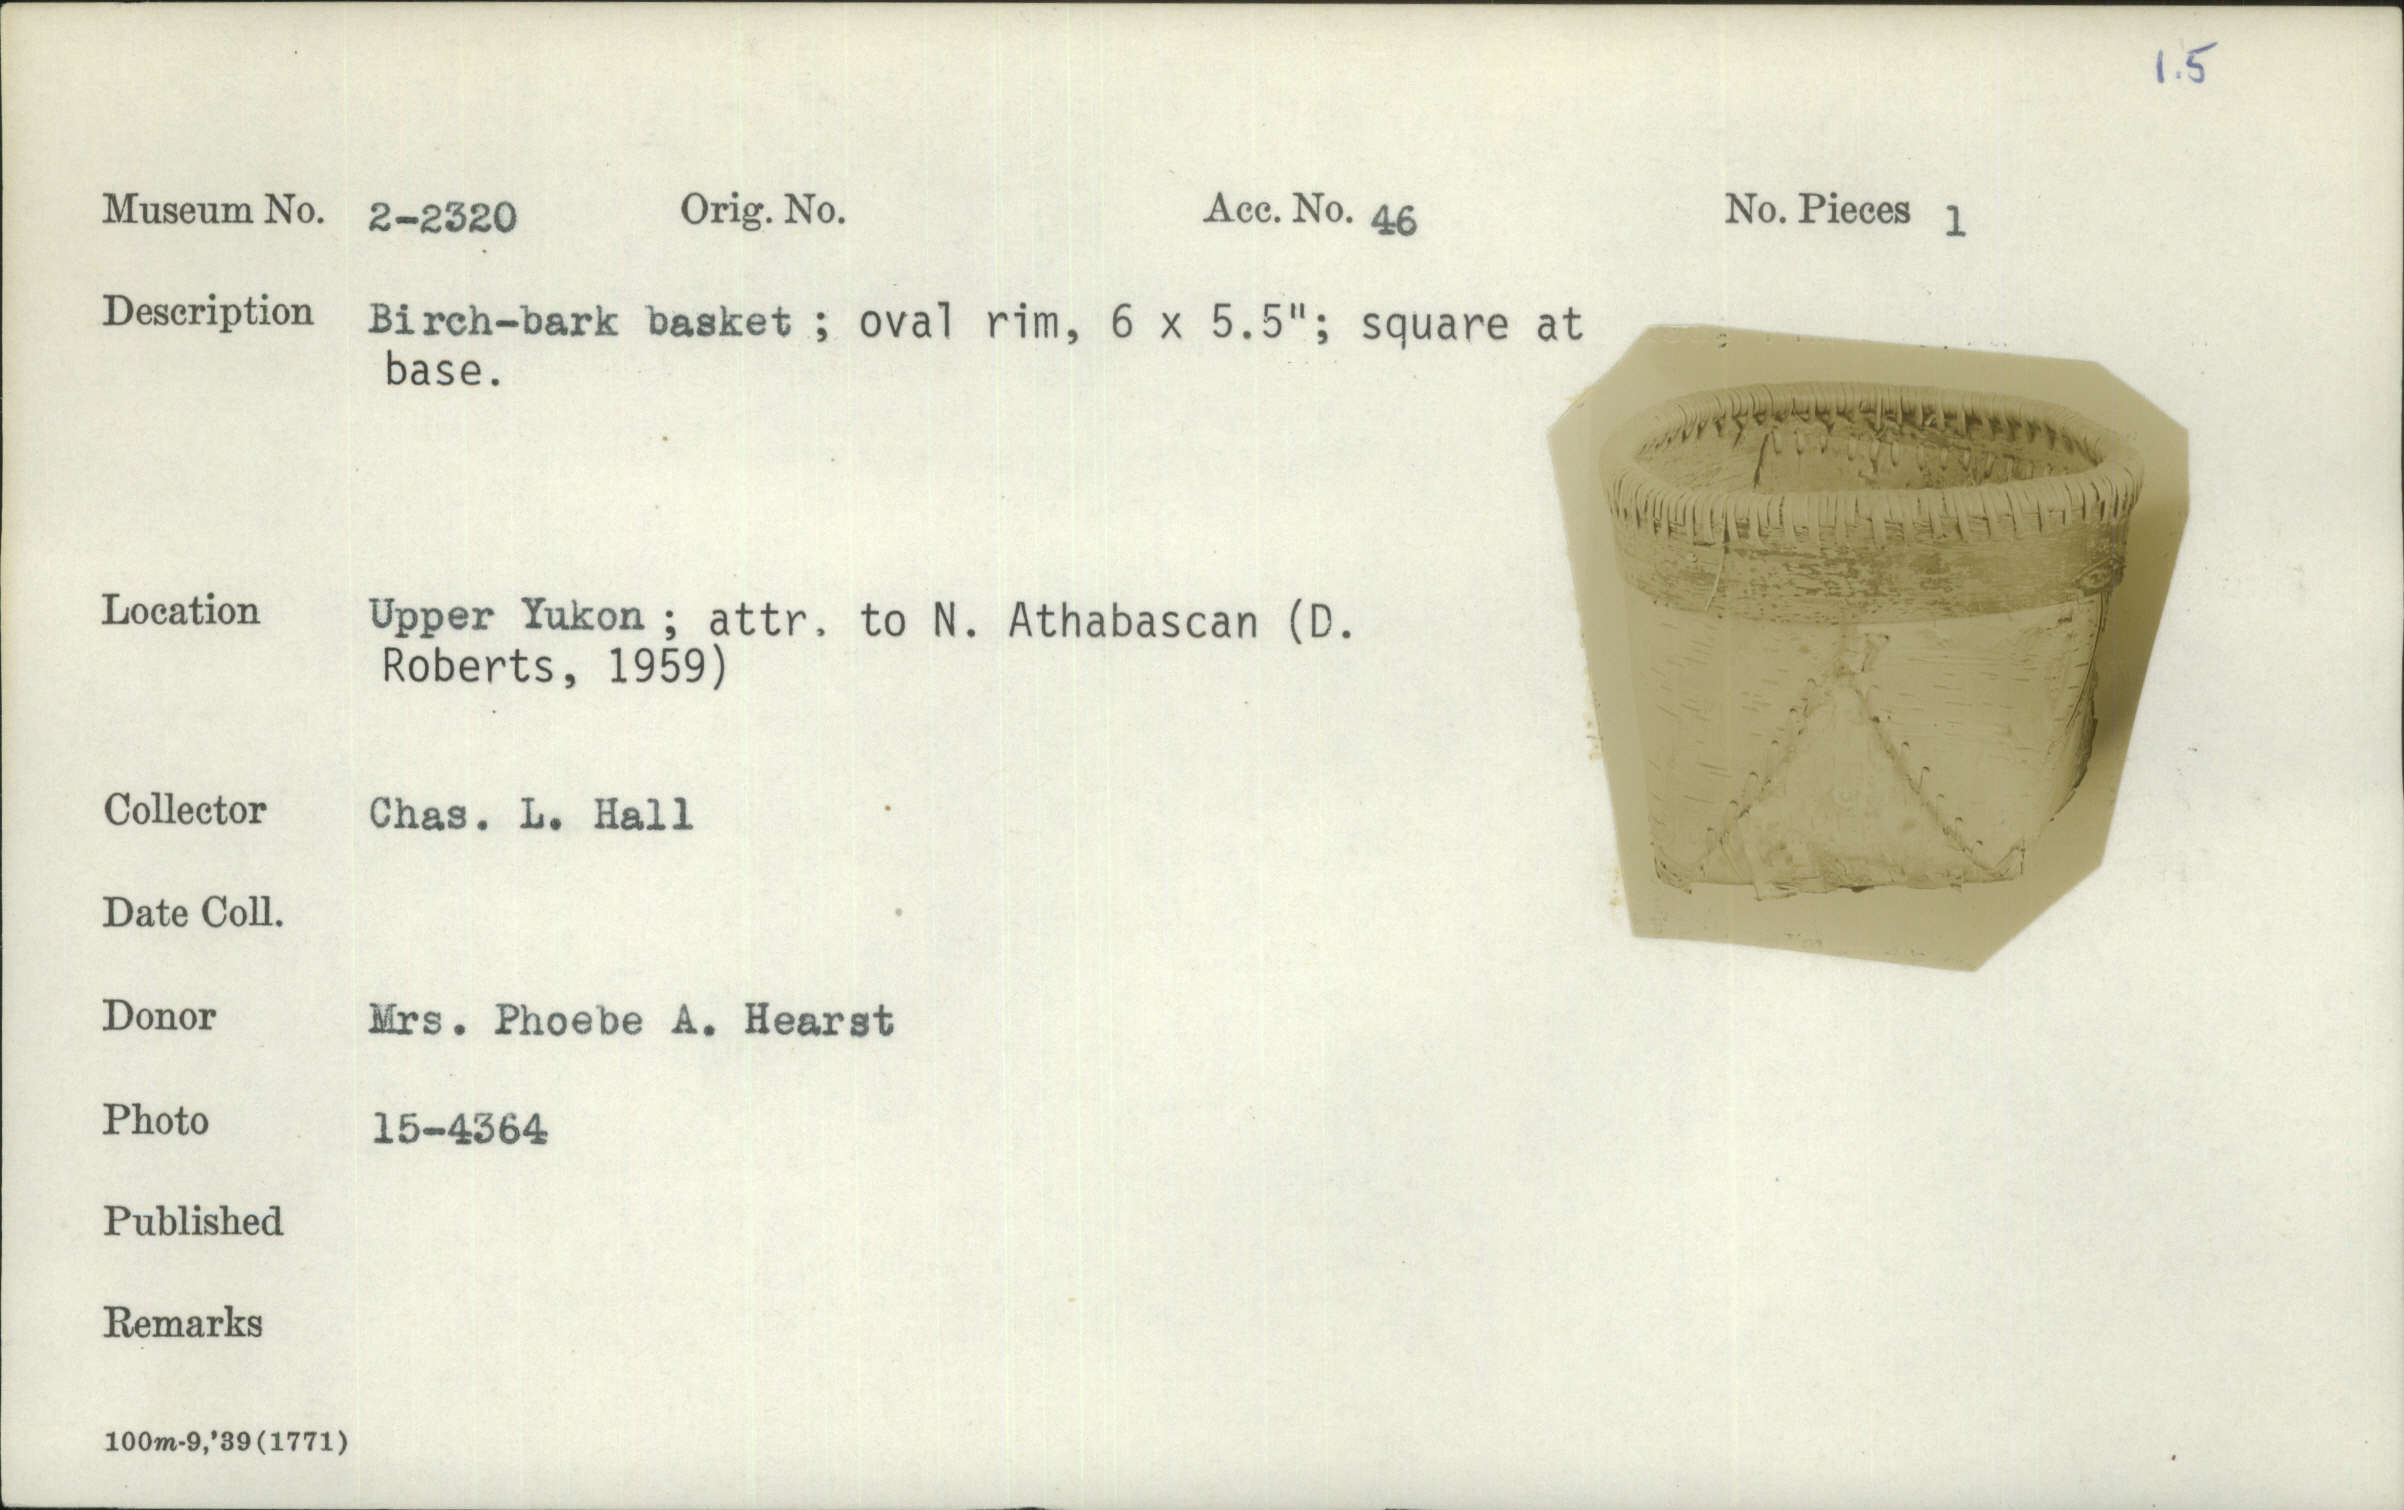 1.5
Museum No. 2-2320 Orig. No. Acc. No. 46 No. Pieces 1
Description Birch-bark basket ; oval rim, 6 x 5.5"; square at
base.
Location Upper Yukon ; attr. to N. Athabascan (D.
Roberts, 1959)
Collector Chas. L. Hall
Date Coll.
Donor Mrs. Phoebe A. Hearst
Photo 15-4364
Published
Remarks
100m-9,'39(1771)